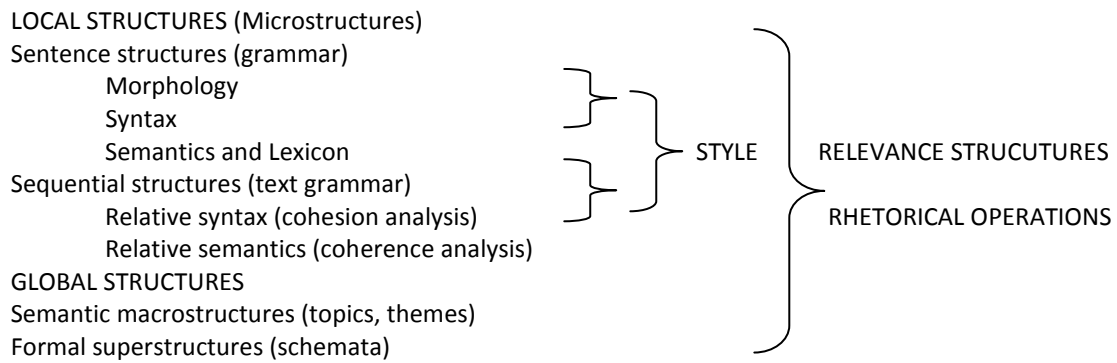 LOCAL STRUCTURES (Microstructures)
Sentence structures (grammar)
Morphology
Syntax
Semantics and Lexicon
Sequential structures (text grammar)
Relative syntax (cohesion analysis)
Relative semantics (coherence analysis)
GLOBAL STRUCTURES
Semantic macrostructures (topics, themes)
Formal superstructures (schemata)
STYLE
RELEVANCE STRUCUTURES
RHETORICAL OPERATIONS